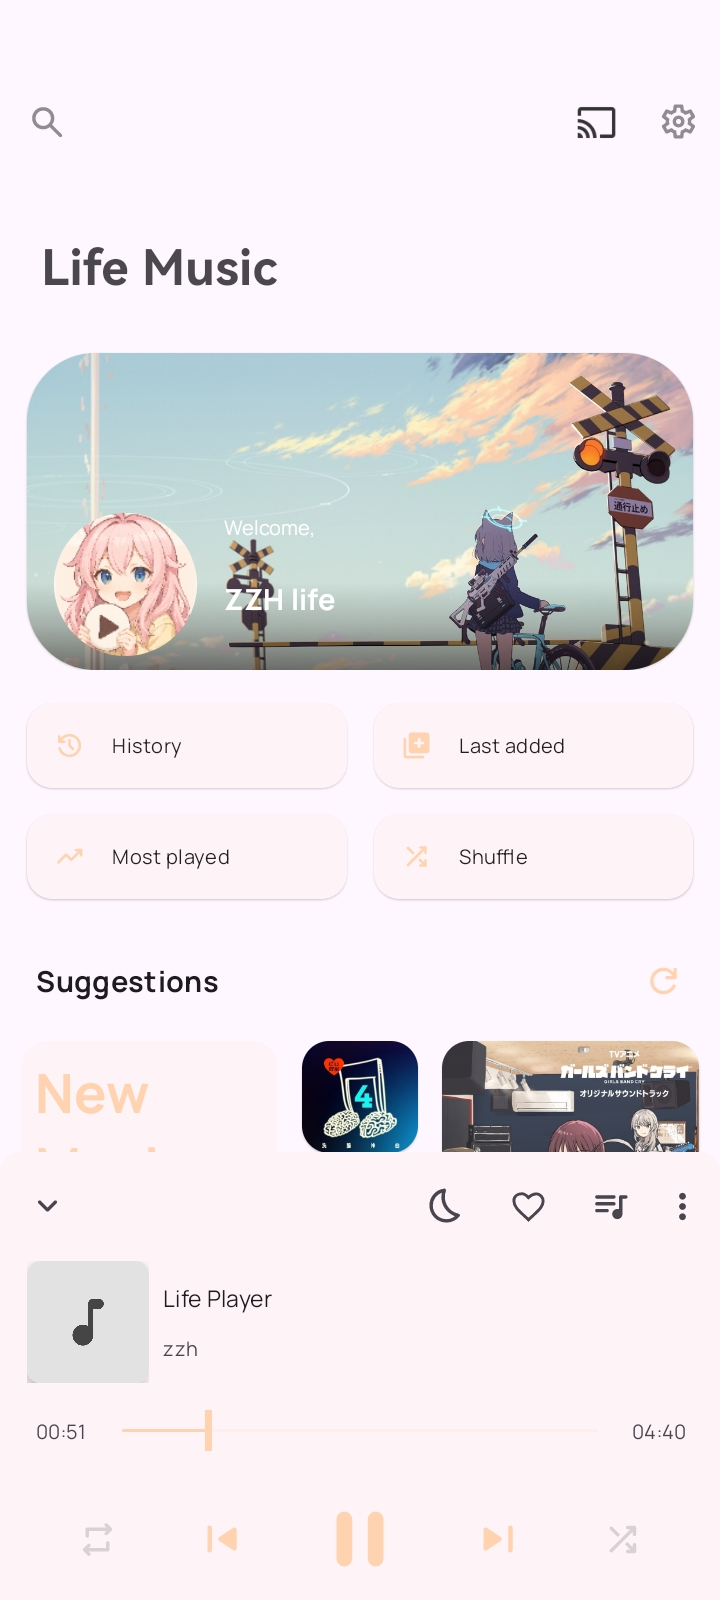 Life Music
通行止め
Welcome,
ZZH life
History
Last added
Most played
Shuffle
Suggestions
New
4
TVアニメ
ガールズバンドクライ
GIRLS BAND CRY
オリジナルサウンドトラック
Life Player
zzh
00:51
04:40